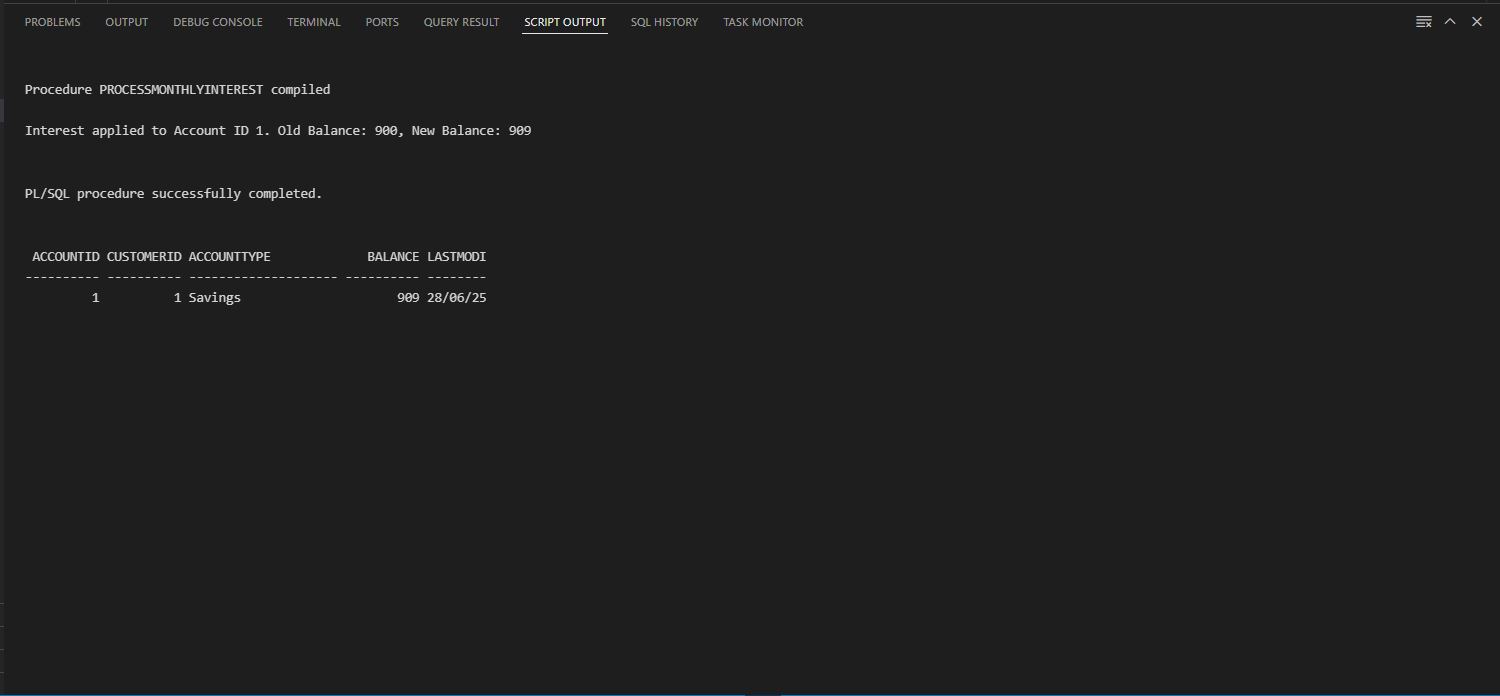 PROBLEMS OUTPUT DEBUG CONSOLE TERMINAL PORTS QUERY RESULT SCRIPT OUTPUT SQL HISTORY TASK MONITOR
Procedure PROCESSMONTHLYINTEREST compiled
Interest applied to Account ID 1. Old Balance: 900, New Balance: 909
PL/SQL procedure successfully completed.
 ACCOUNTID CUSTOMERID ACCOUNTTYPE             BALANCE LASTMODI
---------- ---------- -------------------- ---------- --------
         1          1 Savings                     909 28/06/25